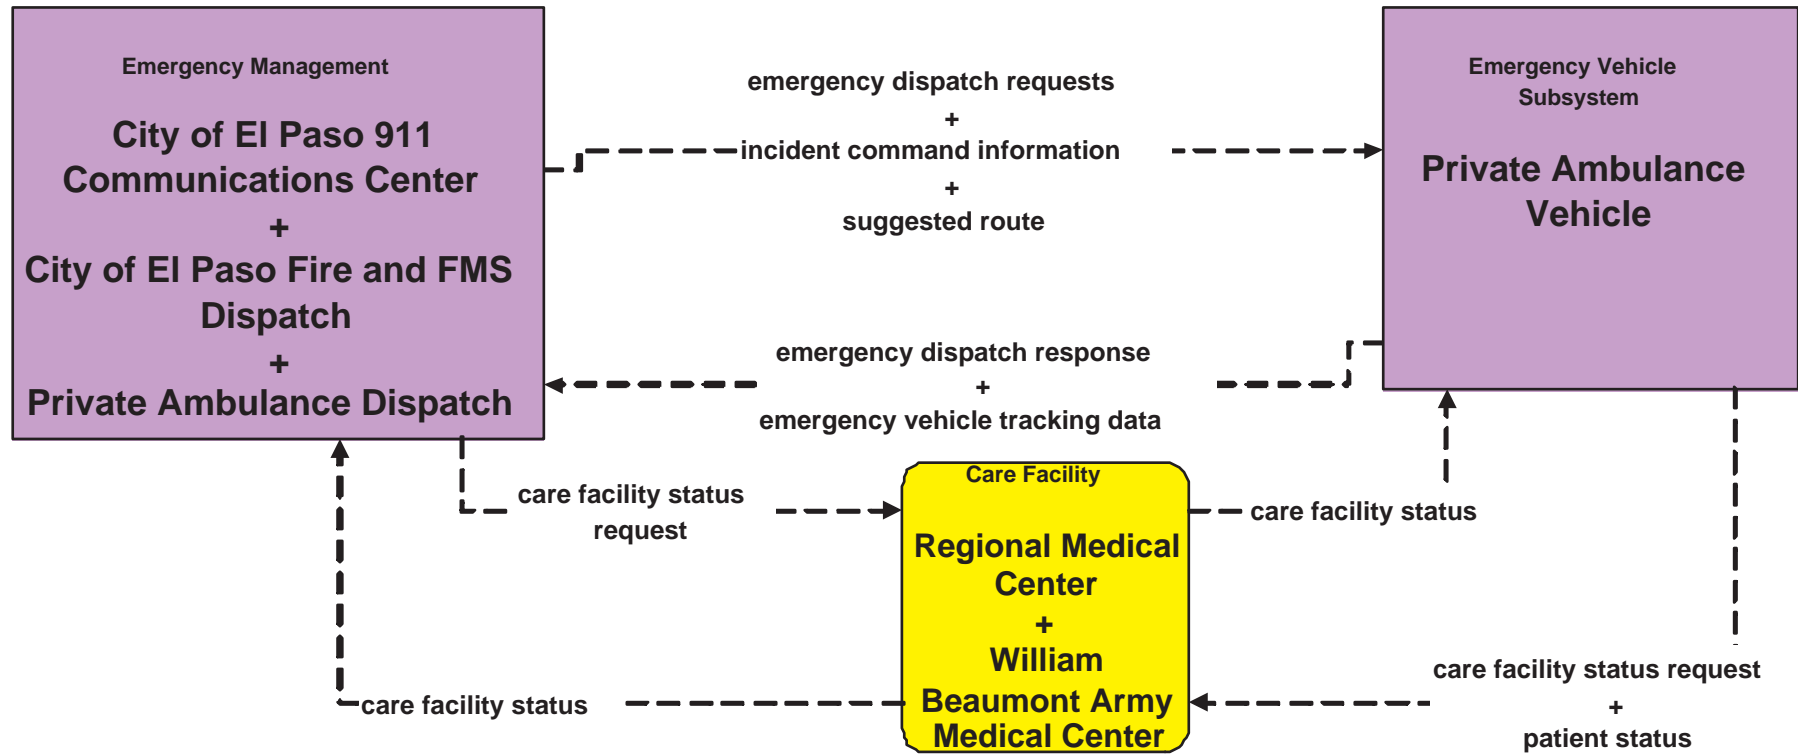 Emergency Management
City of El Paso 911
Communications Center
+
City of El Paso Fire and FMS
Dispatch
+
Private Ambulance Dispatch
emergency dispatch requests
+
incident command information
+
suggested route
Emergency Vehicle
Subsystem
Private Ambulance
Vehicle
emergency dispatch response
+
emergency vehicle tracking data
care facility status
request
Care Facility
Regional Medical
Center
+
William
Beaumont Army
Medical Center
care facility status
care facility status
care facility status request
+
patient status